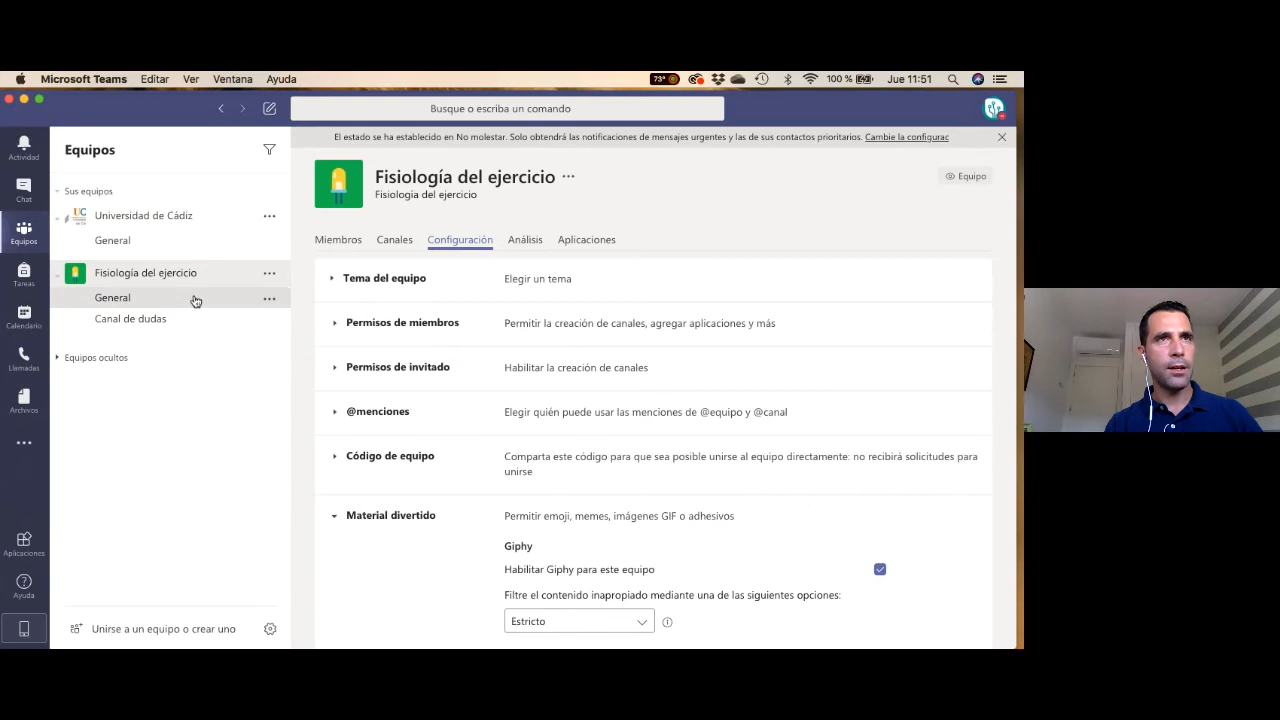 Microsoft Teams Editar Ver Ventana Ayuda
73° 100 % Jue 11:51
Busque o escriba un comando
El estado se ha establecido en No molestar. Solo obtendrá las notificaciones de mensajes urgentes y las de sus contactos prioritarios. Cambie la configurac
Actividad
Chat
Equipos
Tareas
Calendario
Llamadas
Archivos
Aplicaciones
Ayuda
Equipos
Sus equipos
Universidad de Cádiz
General
Fisiología del ejercicio
General
Canal de dudas
Equipos ocultos
Unirse a un equipo o crear uno
Fisiología del ejercicio
Fisiologia del ejercicio
Equipo
Miembros Canales Configuración Análisis Aplicaciones
Tema del equipo Elegir un tema
Permisos de miembros Permitir la creación de canales, agregar aplicaciones y más
Permisos de invitado Habilitar la creación de canales
@menciones Elegir quién puede usar las menciones de @equipo y @canal
Código de equipo Comparta este código para que sea posible unirse al equipo directamente: no recibirá solicitudes para
unirse
Material divertido Permitir emoji, memes, imágenes GIF o adhesivos
Giphy
Habilitar Giphy para este equipo
Filtre el contenido inapropiado mediante una de las siguientes opciones:
Estricto